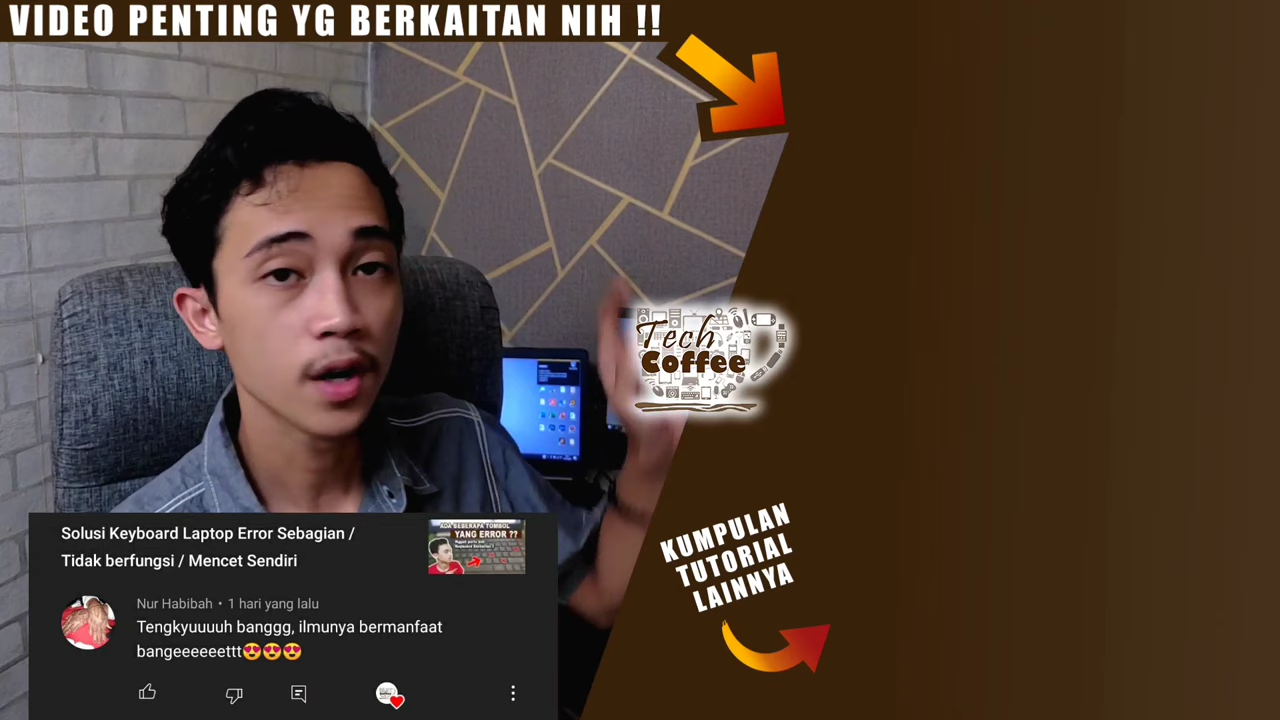 VIDEO PENTING YG BERKAITAN NIH !!
Tech
Coffee
KUMPULAN
TUTORIAL
LAINNYA
Solusi Keyboard Laptop Error Sebagian /
Tidak berfungsi / Mencet Sendiri
ADA BEBERAPA TOMBOL
YANG ERROR ??
Nur Habibah • 1 hari yang lalu
Tengkyuuuuh banggg, ilmunya bermanfaat
bangeeeeeettt😍😍😍